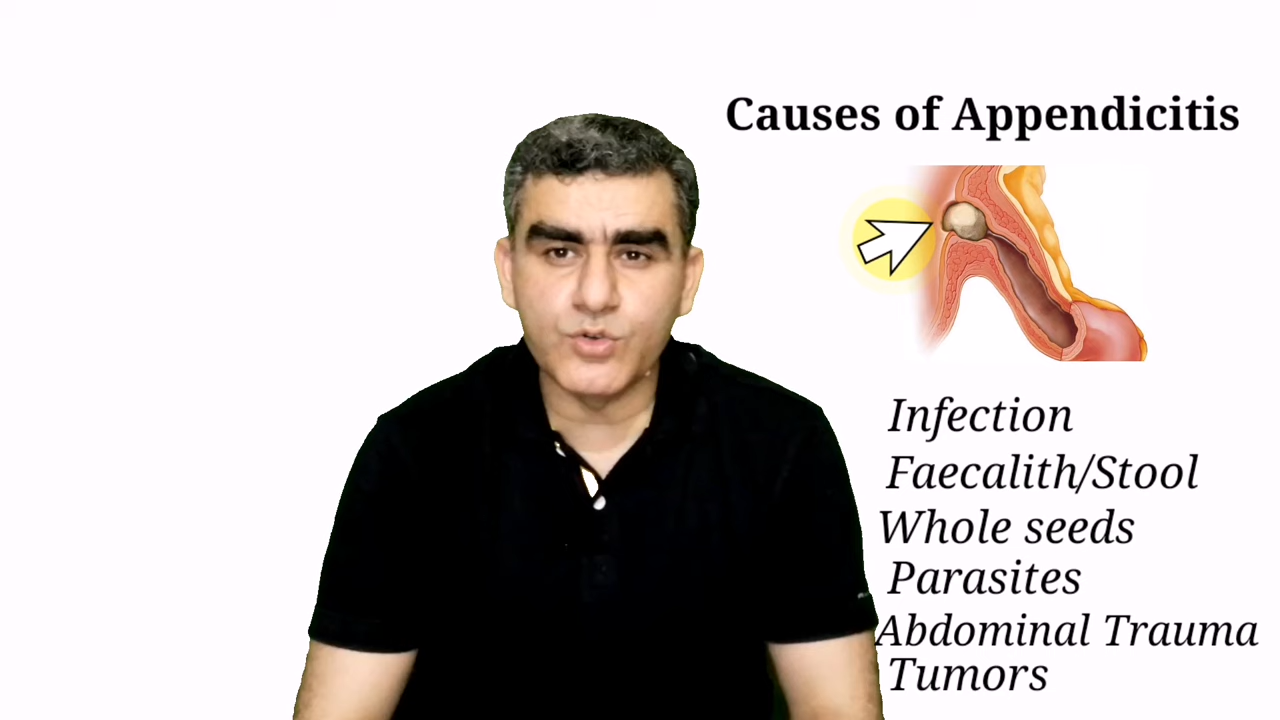 Causes of Appendicitis
Infection
Faecalith/Stool
Whole seeds
Parasites
Abdominal Trauma
Tumors